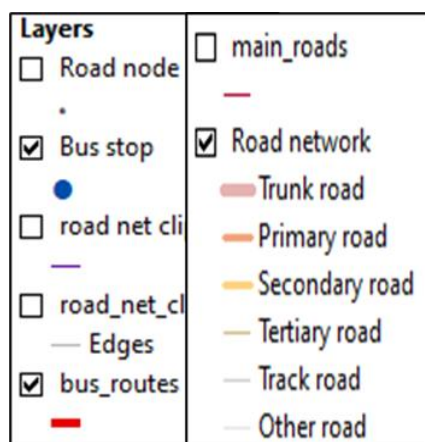 Layers
Road node
Bus stop
road net cli
road_net_cl
Edges
bus_routes
main_roads
Road network
Trunk road
Primary road
Secondary road
Tertiary road
Track road
Other road